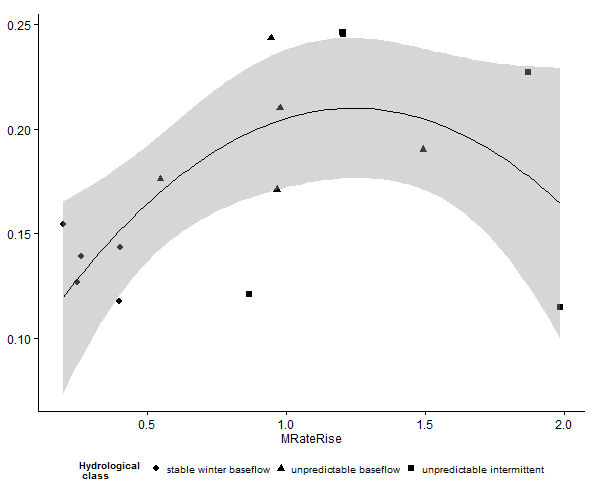 0.25
0.20
0.15
0.10
0.5 1.0 1.5 2.0
MRateRise
Hydrological class stable winter baseflow unpredictable baseflow unpredictable intermittent